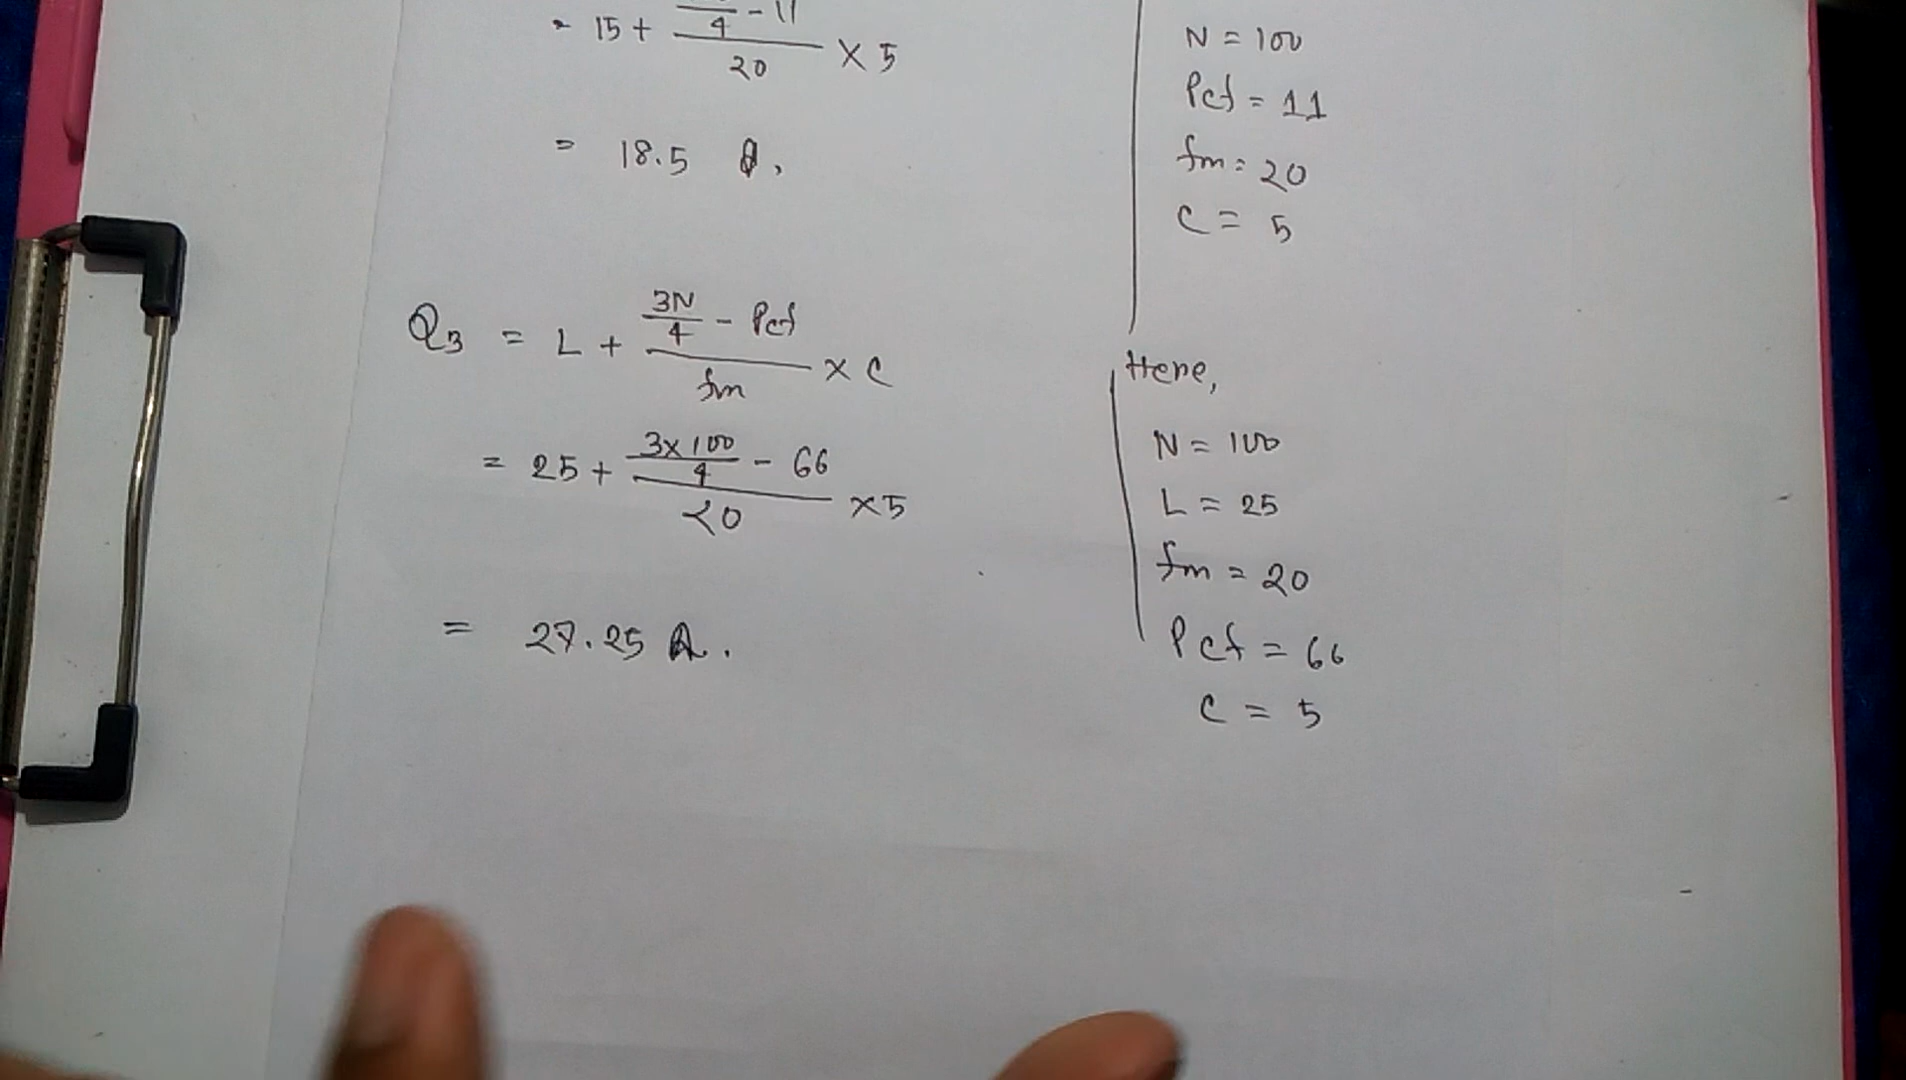 = 15 + (/4 - 11)/20 × 5
= 18.5
Q3 = L + (3N/4 - Pcf)/fm × C
= 25 + (3×100/4 - 66)/20 ×5
= 27.25 A.
N = 100
Pcf = 11
fm = 20
C = 5
Here,
N = 100
L = 25
fm = 20
Pcf = 66
C = 5